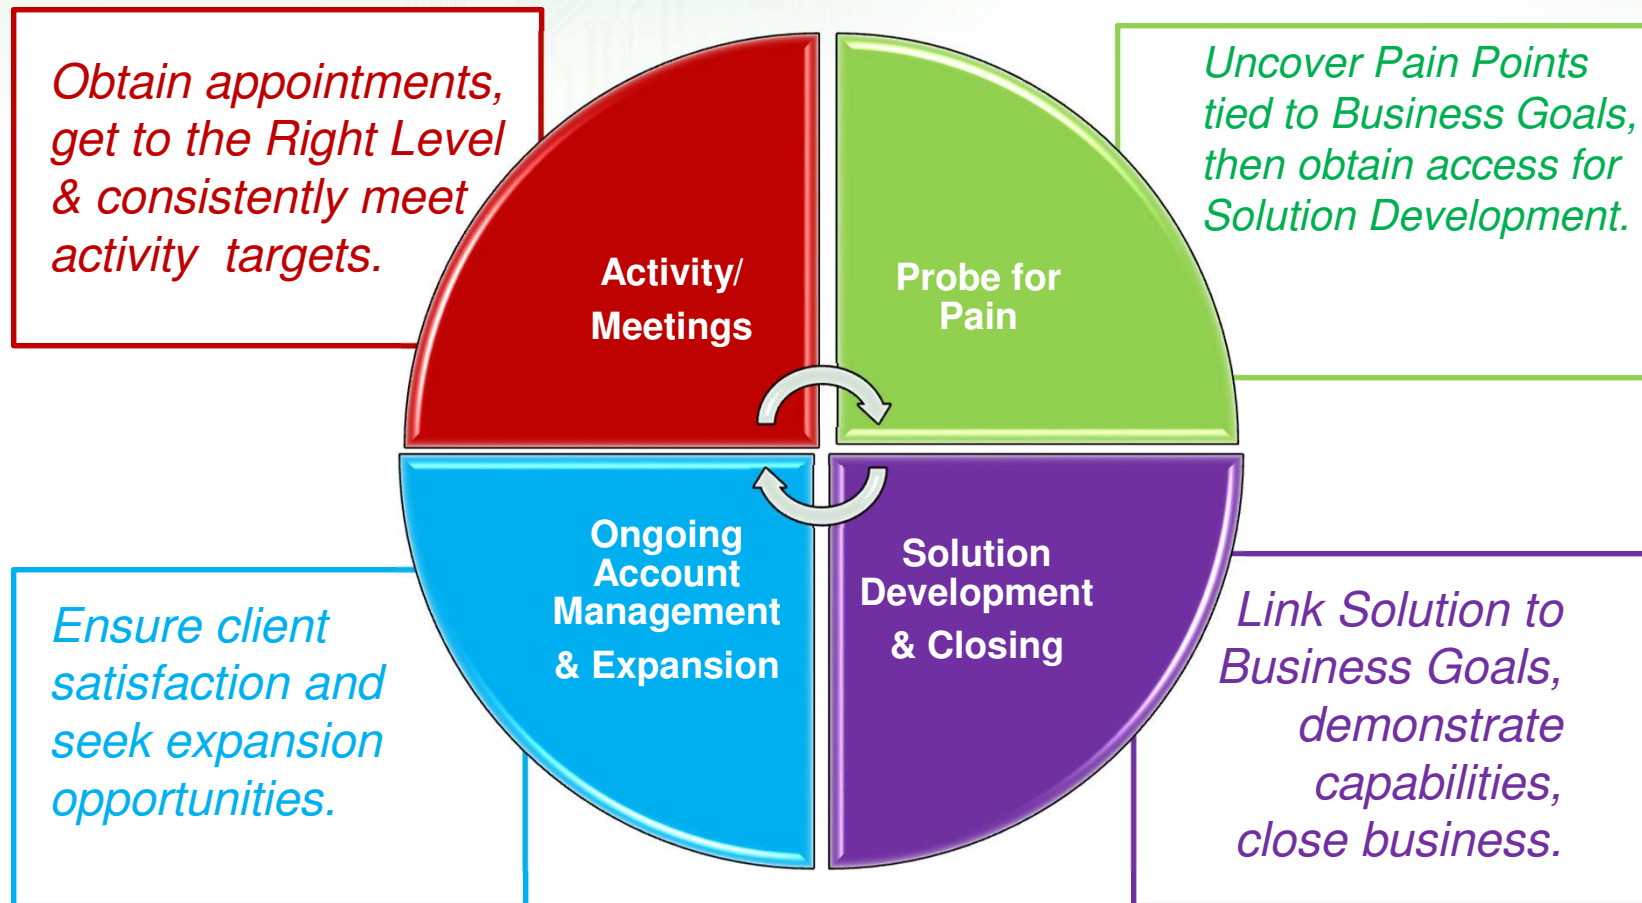 Obtain appointments,
get to the Right Level
& consistently meet
activity targets.
Uncover Pain Points
tied to Business Goals,
then obtain access for
Solution Development.
Activity/
Meetings
Probe for
Pain
Ongoing
Account
Management
& Expansion
Solution
Development
& Closing
Ensure client
satisfaction and
seek expansion
opportunities.
Link Solution to
Business Goals,
demonstrate
capabilities,
close business.